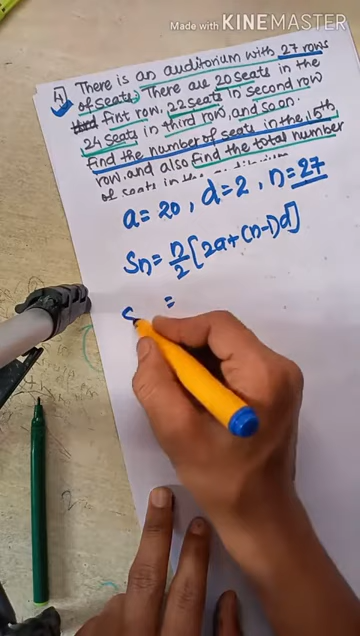 Made with KINEMASTER
There is an auditorium with 27 rows
of seats. There are 20 seats in the
first row, 22 seats in second row
24 seats in third row, and so on.
find the number of seats in the 15th
row, and also find the total number
of seats in the
a = 20, d = 2, n = 27
Sn = n/2 [2a+(n-1)d]
S =